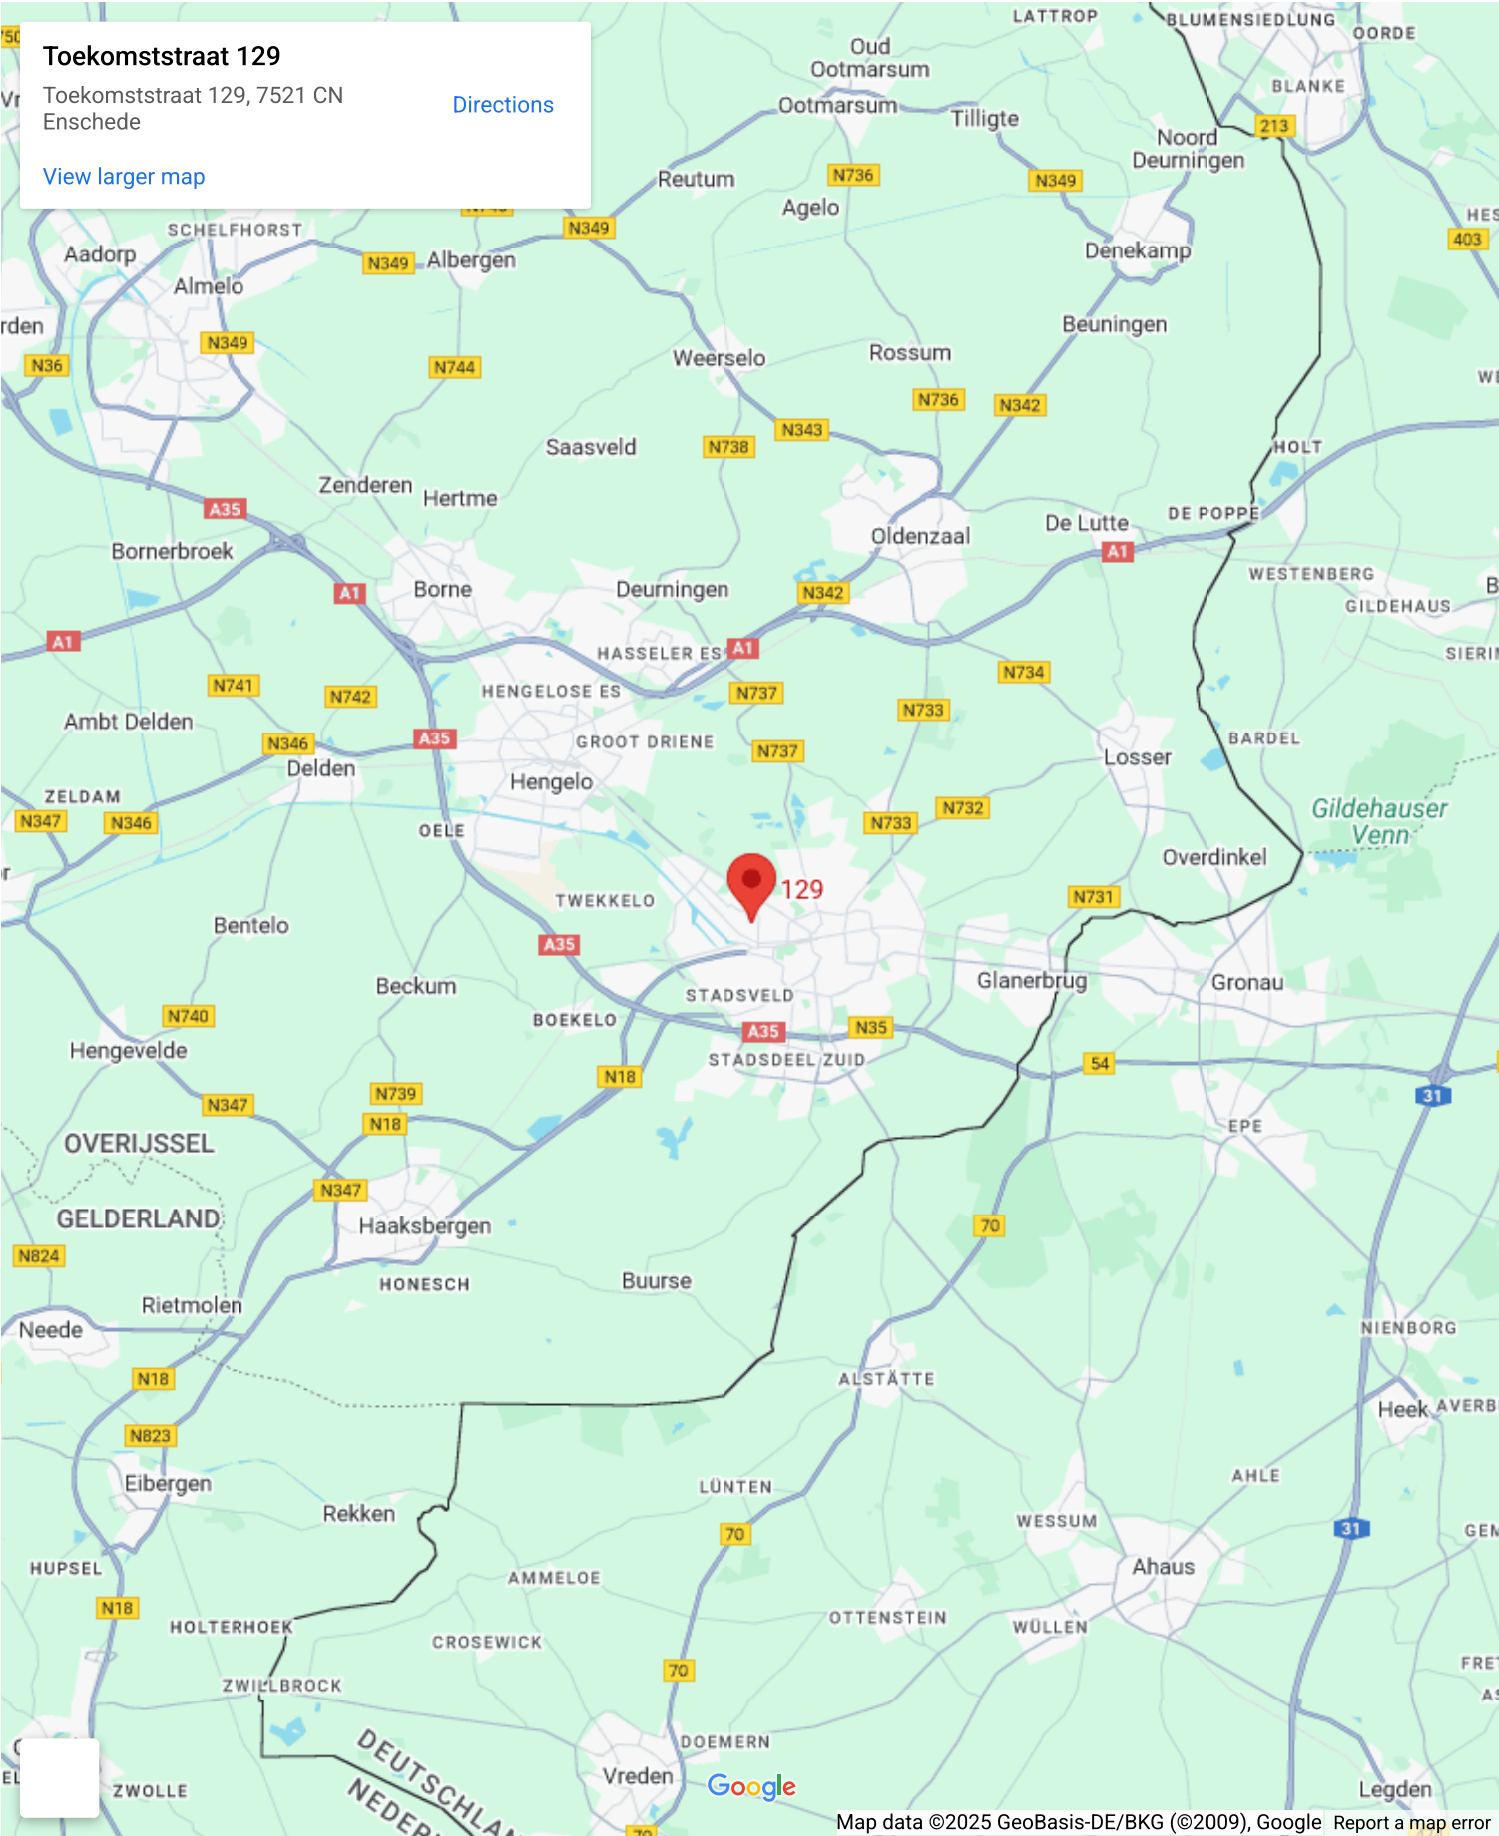 Toekomststraat 129
Toekomststraat 129, 7521 CN
Enschede
Directions
View larger map
LATTROP
BLUMENSIEDLUNG
OORDE
Oud
Ootmarsum
BLANKE
Ootmarsum
Tilligte
213
Noord
Deurningen
Reutum
N736
N349
Agelo
SCHELFHORST
N349
403
Aadorp
N349
Albergen
Denekamp
Almelo
Beuningen
N349
N36
Weerselo
Rossum
N744
N736
N342
N343
Saasveld
N738
HOLT
Zenderen
Hertme
A35
DE POPPE
De Lutte
Oldenzaal
Bornerbroek
A1
WESTENBERG
Borne
A1
Deurningen
N342
GILDEHAUS
A1
HASSELER ES
A1
N734
N741
N742
HENGELOSE ES
N737
N733
Ambt Delden
A35
GROOT DRIENE
BARDEL
N346
N737
Losser
Delden
Hengelo
ZELDAM
Gildehauser
Venn
N347
N346
OELE
N733
N732
Overdinkel
129
TWEKKELO
N731
Bentelo
A35
Glanerbrug
Gronau
Beckum
STADSVELD
N740
BOEKELO
A35
N35
Hengevelde
STADSDEEL ZUID
54
N18
N739
31
N347
N18
EPE
OVERIJSSEL
N347
GELDERLAND
Haaksbergen
70
N824
Buurse
HONESCH
Rietmolen
Neede
NIENBORG
N18
ALSTÄTTE
Heek
N823
Eibergen
LÜNTEN
AHLE
Rekken
WESSUM
70
31
HUPSEL
AMMELOE
Ahaus
N18
HOLTERHOEK
OTTENSTEIN
WÜLLEN
CROSEWICK
70
ZWILLBROCK
DOEMERN
Vreden
ZWOLLE
Google
Legden
Map data ©2025 GeoBasis-DE/BKG (©2009), Google
Report a map error